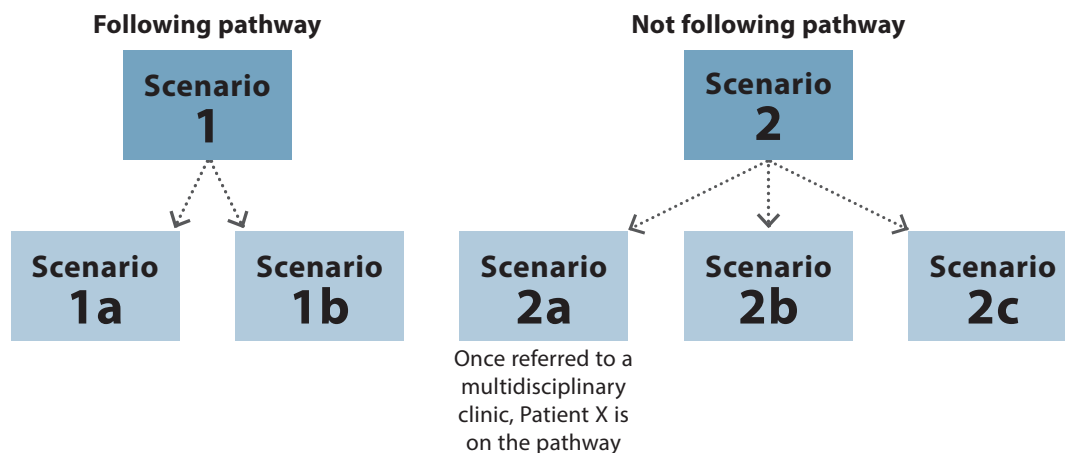 Following pathway
Not following pathway
Scenario
1
Scenario
2
Scenario
1a
Scenario
1b
Scenario
2a
Scenario
2b
Scenario
2c
Once referred to a
multidisciplinary
clinic, Patient X is
on the pathway